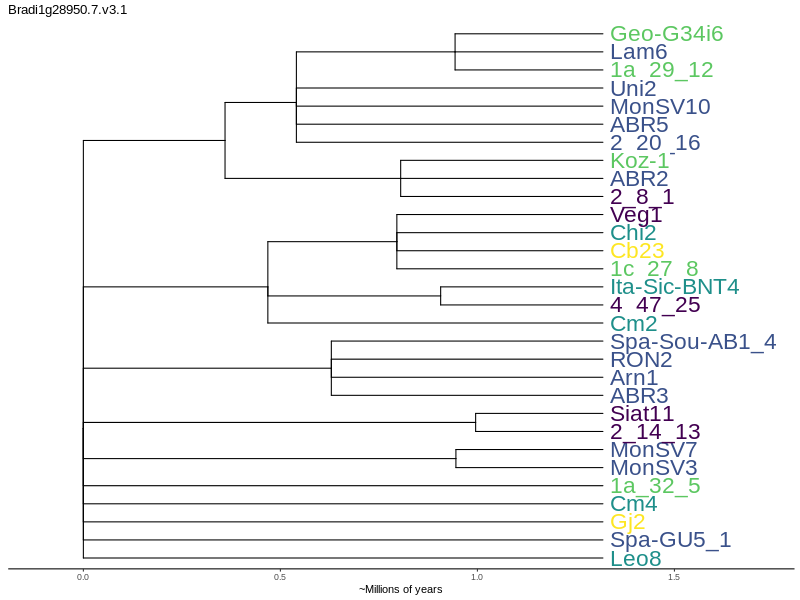 Bradi1g28950.7.v3.1
Geo-G34i6
Lam6
1a_29_12
Uni2
MonSV10
ABR5
2_20_16
Koz-1
ABR2
2_8_1
Veg1
Chi2
Cb23
1c_27_8
Ita-Sic-BNT4
4_47_25
Cm2
Spa-Sou-AB1_4
RON2
Arn1
ABR3
Siat11
2_14_13
MonSV7
MonSV3
1a_32_5
Cm4
Gj2
Spa-GU5_1
Leo8
0.0 0.5 1.0 1.5
~Millions of years